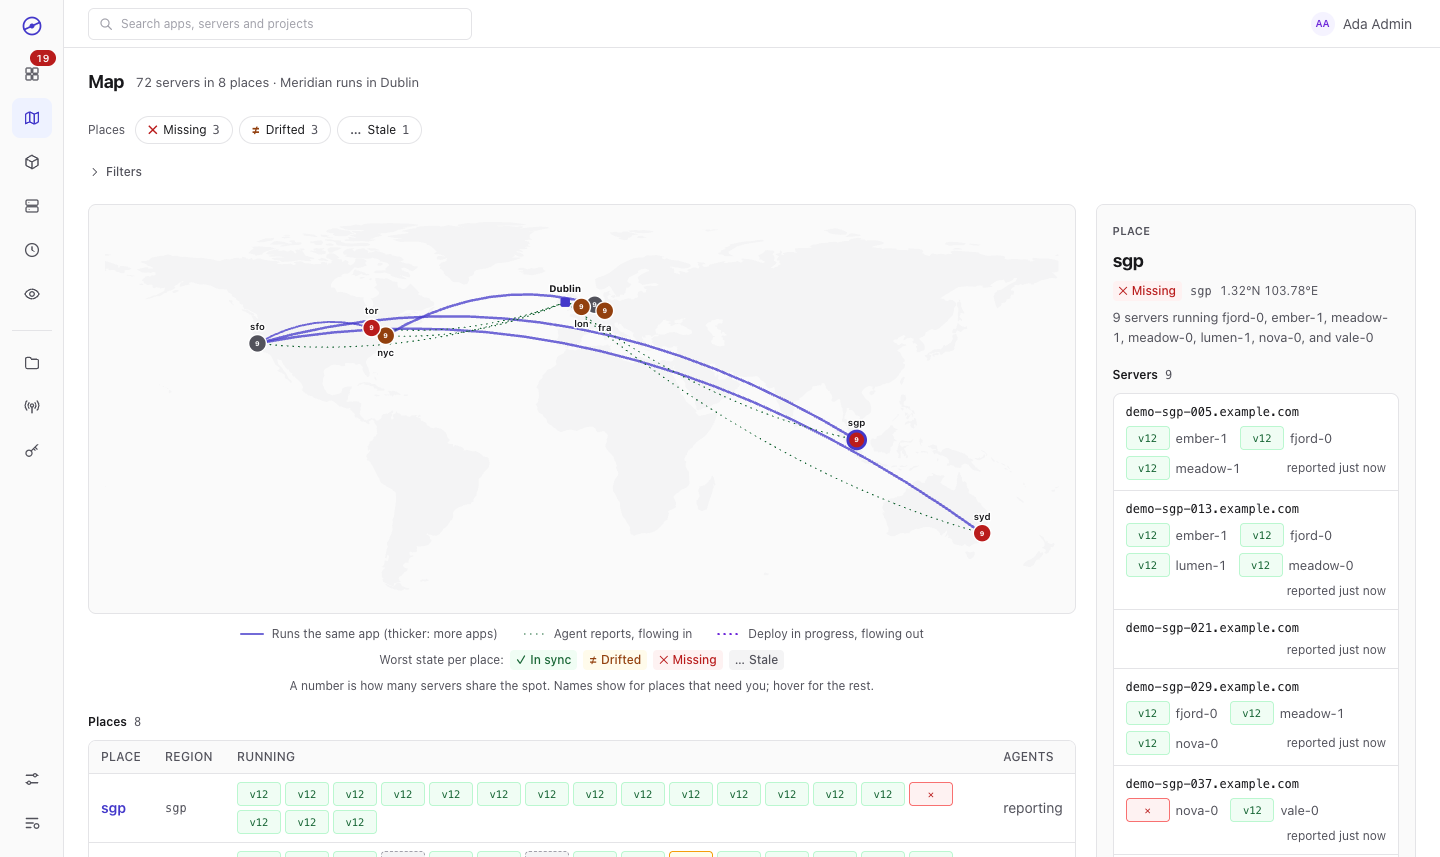 19
Search apps, servers and projects
AA Ada Admin
Map 72 servers in 8 places · Meridian runs in Dublin
Places × Missing 3 ≠ Drifted 3 … Stale 1
Filters
Dublin
tor
sfo
nyc
lon
fra
sgp
syd
9
9
9
9
9
9
9
9
Runs the same app (thicker: more apps) Agent reports, flowing in Deploy in progress, flowing out
Worst state per place: ✓ In sync ≠ Drifted × Missing … Stale
A number is how many servers share the spot. Names show for places that need you; hover for the rest.
Places 8
PLACE REGION RUNNING AGENTS
sgp sgp v12 v12 v12 v12 v12 v12 v12 v12 v12 v12 v12 v12 v12 v12 × reporting
v12 v12 v12
PLACE
sgp
× Missing sgp 1.32°N 103.78°E
9 servers running fjord-0, ember-1, meadow-
1, meadow-0, lumen-1, nova-0, and vale-0
Servers 9
demo-sgp-005.example.com
v12 ember-1 v12 fjord-0
v12 meadow-1 reported just now
demo-sgp-013.example.com
v12 ember-1 v12 fjord-0
v12 lumen-1 v12 meadow-0
reported just now
demo-sgp-021.example.com
reported just now
demo-sgp-029.example.com
v12 fjord-0 v12 meadow-1
v12 nova-0 reported just now
demo-sgp-037.example.com
× nova-0 v12 vale-0
reported just now